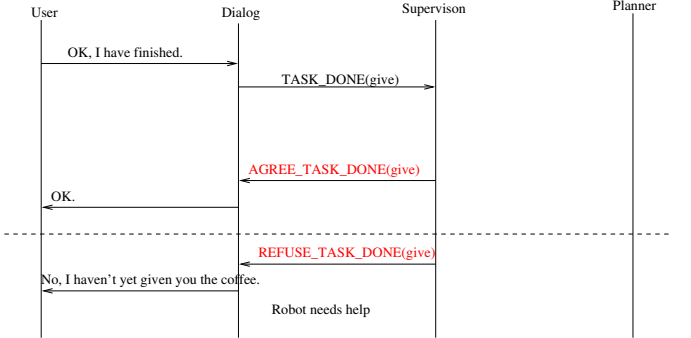 User
Dialog
Supervison
Planner
OK, I have finished.
TASK_DONE(give)
AGREE_TASK_DONE(give)
OK.
REFUSE_TASK_DONE(give)
No, I haven't yet given you the coffee.
Robot needs help